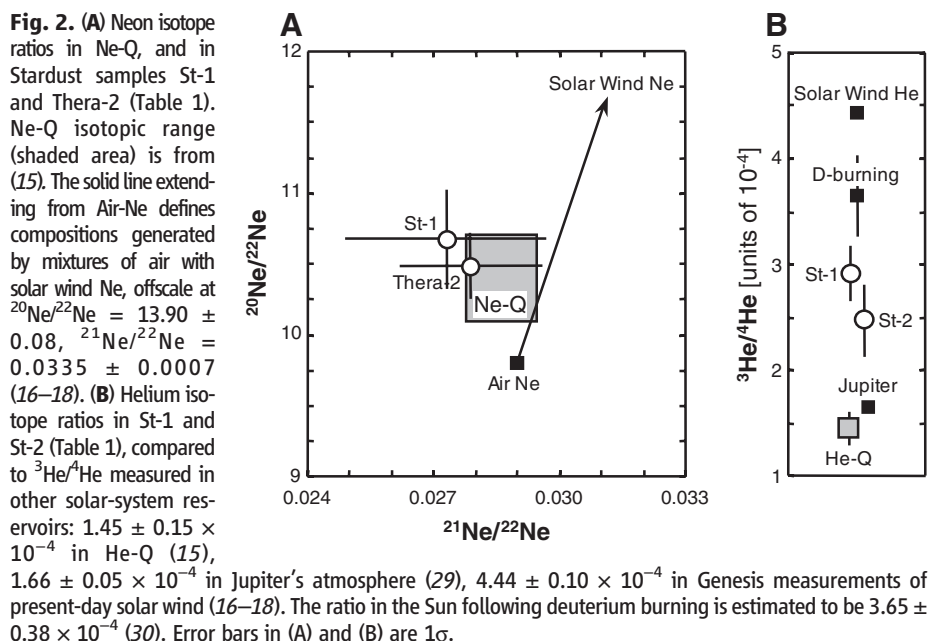 Fig. 2. (A) Neon isotope
ratios in Ne-Q, and in
Stardust samples St-1
and Thera-2 (Table 1).
Ne-Q isotopic range
(shaded area) is from
(15). The solid line extend-
ing from Air-Ne defines
compositions generated
by mixtures of air with
solar wind Ne, offscale at
²⁰Ne/²²Ne = 13.90 ±
0.08, ²¹Ne/²²Ne =
0.0335 ± 0.0007
(16–18). (B) Helium iso-
tope ratios in St-1 and
St-2 (Table 1), compared
to ³He/⁴He measured in
other solar-system res-
ervoirs: 1.45 ± 0.15 ×
10⁻⁴ in He-Q (15),
1.66 ± 0.05 × 10⁻⁴ in Jupiter's atmosphere (29), 4.44 ± 0.10 × 10⁻⁴ in Genesis measurements of
present-day solar wind (16–18). The ratio in the Sun following deuterium burning is estimated to be 3.65 ±
0.38 × 10⁻⁴ (30). Error bars in (A) and (B) are 1σ.
A
12
11
10
9
²⁰Ne/²²Ne
Solar Wind Ne
St-1
Thera-2
Ne-Q
Air Ne
0.024
0.027
0.030
0.033
²¹Ne/²²Ne
B
5
4
3
2
1
³He/⁴He [units of 10⁻⁴]
Solar Wind He
D-burning
St-1
St-2
Jupiter
He-Q